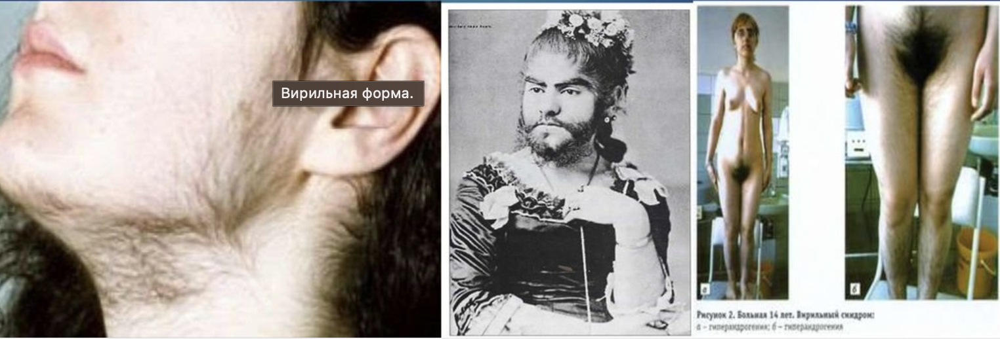 Вирильная форма.
а
б
Рисунок 2. Больная 14 лет. Вирильный синдром:
а – гиперандрогения; б – гиперандрогения